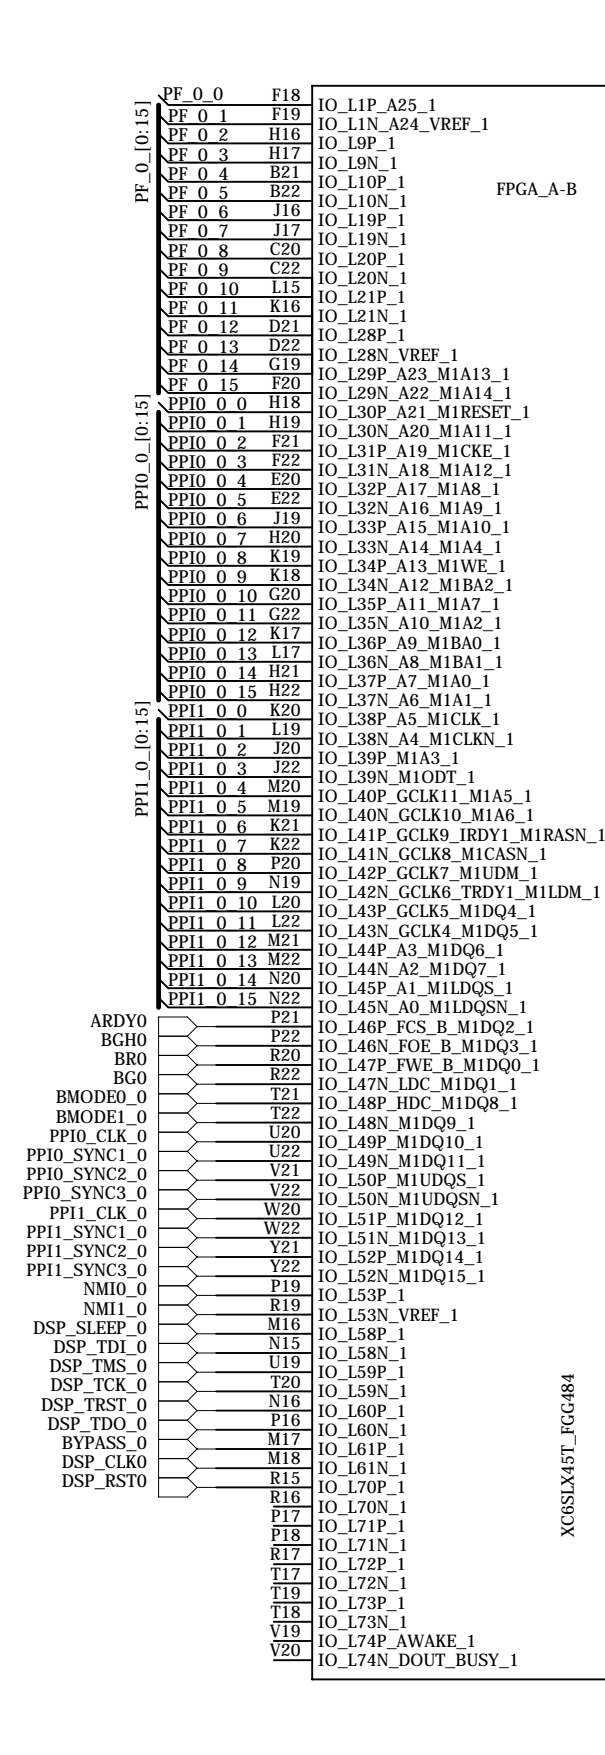 PF_0_[0:15]
PPI0_0_[0:15]
PPI1_0_[0:15]
FPGA_A-B
XC6SLX45T_FGG484
PF_0_0 F18 IO_L1P_A25_1
PF_0_1 F19 IO_L1N_A24_VREF_1
PF_0_2 H16 IO_L9P_1
PF_0_3 H17 IO_L9N_1
PF_0_4 B21 IO_L10P_1
PF_0_5 B22 IO_L10N_1
PF_0_6 J16 IO_L19P_1
PF_0_7 J17 IO_L19N_1
PF_0_8 C20 IO_L20P_1
PF_0_9 C22 IO_L20N_1
PF_0_10 L15 IO_L21P_1
PF_0_11 K16 IO_L21N_1
PF_0_12 D21 IO_L28P_1
PF_0_13 D22 IO_L28N_VREF_1
PF_0_14 G19 IO_L29P_A23_M1A13_1
PF_0_15 F20 IO_L29N_A22_M1A14_1
PPI0_0_0 H18 IO_L30P_A21_M1RESET_1
PPI0_0_1 H19 IO_L30N_A20_M1A11_1
PPI0_0_2 F21 IO_L31P_A19_M1CKE_1
PPI0_0_3 F22 IO_L31N_A18_M1A12_1
PPI0_0_4 E20 IO_L32P_A17_M1A8_1
PPI0_0_5 E22 IO_L32N_A16_M1A9_1
PPI0_0_6 J19 IO_L33P_A15_M1A10_1
PPI0_0_7 H20 IO_L33N_A14_M1A4_1
PPI0_0_8 K19 IO_L34P_A13_M1WE_1
PPI0_0_9 K18 IO_L34N_A12_M1BA2_1
PPI0_0_10 G20 IO_L35P_A11_M1A7_1
PPI0_0_11 G22 IO_L35N_A10_M1A2_1
PPI0_0_12 K17 IO_L36P_A9_M1BA0_1
PPI0_0_13 L17 IO_L36N_A8_M1BA1_1
PPI0_0_14 H21 IO_L37P_A7_M1A0_1
PPI0_0_15 H22 IO_L37N_A6_M1A1_1
PPI1_0_0 K20 IO_L38P_A5_M1CLK_1
PPI1_0_1 L19 IO_L38N_A4_M1CLKN_1
PPI1_0_2 J20 IO_L39P_M1A3_1
PPI1_0_3 J22 IO_L39N_M1ODT_1
PPI1_0_4 M20 IO_L40P_GCLK11_M1A5_1
PPI1_0_5 M19 IO_L40N_GCLK10_M1A6_1
PPI1_0_6 K21 IO_L41P_GCLK9_IRDY1_M1RASN_1
PPI1_0_7 K22 IO_L41N_GCLK8_M1CASN_1
PPI1_0_8 P20 IO_L42P_GCLK7_M1UDM_1
PPI1_0_9 N19 IO_L42N_GCLK6_TRDY1_M1LDM_1
PPI1_0_10 L20 IO_L43P_GCLK5_M1DQ4_1
PPI1_0_11 L22 IO_L43N_GCLK4_M1DQ5_1
PPI1_0_12 M21 IO_L44P_A3_M1DQ6_1
PPI1_0_13 M22 IO_L44N_A2_M1DQ7_1
PPI1_0_14 N20 IO_L45P_A1_M1LDQS_1
PPI1_0_15 N22 IO_L45N_A0_M1LDQSN_1
ARDY0 P21 IO_L46P_FCS_B_M1DQ2_1
BGH0 P22 IO_L46N_FOE_B_M1DQ3_1
BR0 R20 IO_L47P_FWE_B_M1DQ0_1
BG0 R22 IO_L47N_LDC_M1DQ1_1
BMODE0_0 T21 IO_L48P_HDC_M1DQ8_1
BMODE1_0 T22 IO_L48N_M1DQ9_1
PPI0_CLK_0 U20 IO_L49P_M1DQ10_1
PPI0_SYNC1_0 U22 IO_L49N_M1DQ11_1
PPI0_SYNC2_0 V21 IO_L50P_M1UDQS_1
PPI0_SYNC3_0 V22 IO_L50N_M1UDQSN_1
PPI1_CLK_0 W20 IO_L51P_M1DQ12_1
PPI1_SYNC1_0 W22 IO_L51N_M1DQ13_1
PPI1_SYNC2_0 Y21 IO_L52P_M1DQ14_1
PPI1_SYNC3_0 Y22 IO_L52N_M1DQ15_1
NMI0_0 P19 IO_L53P_1
NMI1_0 R19 IO_L53N_VREF_1
DSP_SLEEP_0 M16 IO_L58P_1
DSP_TDI_0 N15 IO_L58N_1
DSP_TMS_0 U19 IO_L59P_1
DSP_TCK_0 T20 IO_L59N_1
DSP_TRST_0 N16 IO_L60P_1
DSP_TDO_0 P16 IO_L60N_1
BYPASS_0 M17 IO_L61P_1
DSP_CLK0 M18 IO_L61N_1
DSP_RST0 R15 IO_L70P_1
R16 IO_L70N_1
P17 IO_L71P_1
P18 IO_L71N_1
R17 IO_L72P_1
T17 IO_L72N_1
T19 IO_L73P_1
T18 IO_L73N_1
V19 IO_L74P_AWAKE_1
V20 IO_L74N_DOUT_BUSY_1